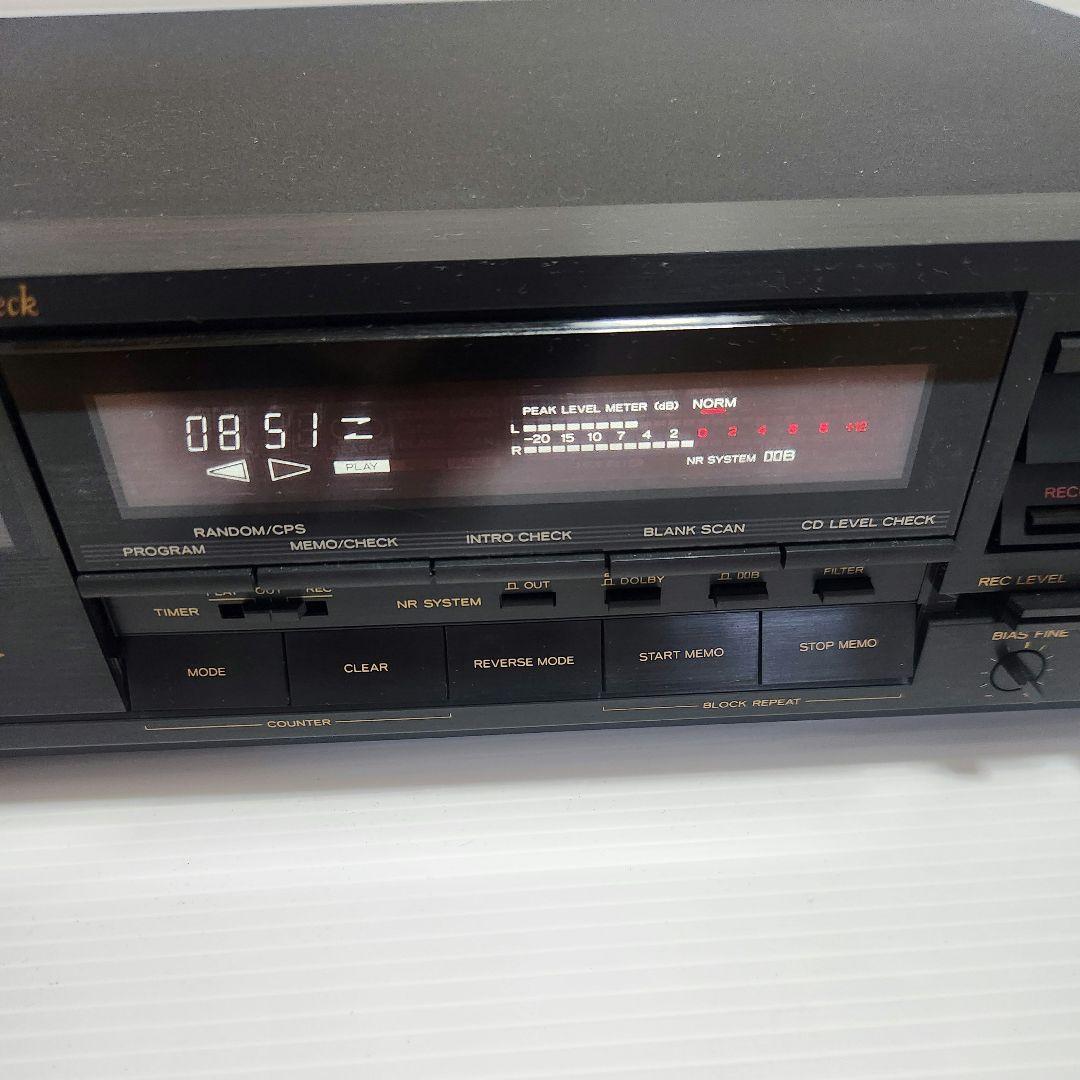 PEAK LEVEL METER (dB) NORM
08 51
L
-20 15 10 7 4 2 0 2 4 6 8 +12
R
PLAY
NR SYSTEM
RANDOM/CPS
PROGRAM MEMO/CHECK INTRO CHECK BLANK SCAN CD LEVEL CHECK
REC
PLAY OUT REC
TIMER NR SYSTEM OUT DOLBY FILTER
REC LEVEL
BIAS FINE
MODE CLEAR REVERSE MODE START MEMO STOP MEMO
COUNTER BLOCK REPEAT